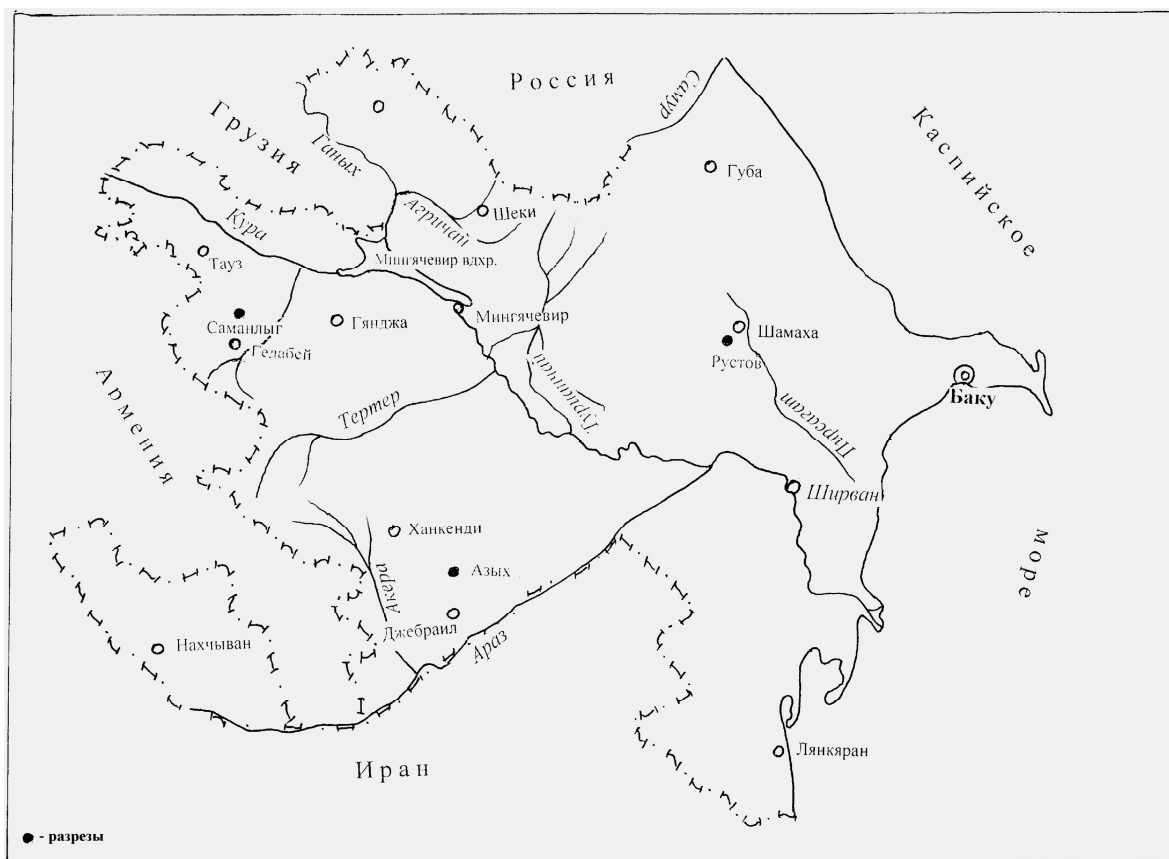 Россия
Самур
Каспийское
Грузия
Ганых
Губа
Агричай
Шеки
Кура
Тауз
Мингячевир вдхр.
Саманлыг
Гянджа
Мингячевир
Шамаха
Гедабей
Рустов
Баку
Армения
Тертер
Турианчай
Пирсагат
Ширван
Ханкенди
море
Азых
Акера
Джебраил
Нахчыван
Араз
Лянкяран
Иран
- разрезы